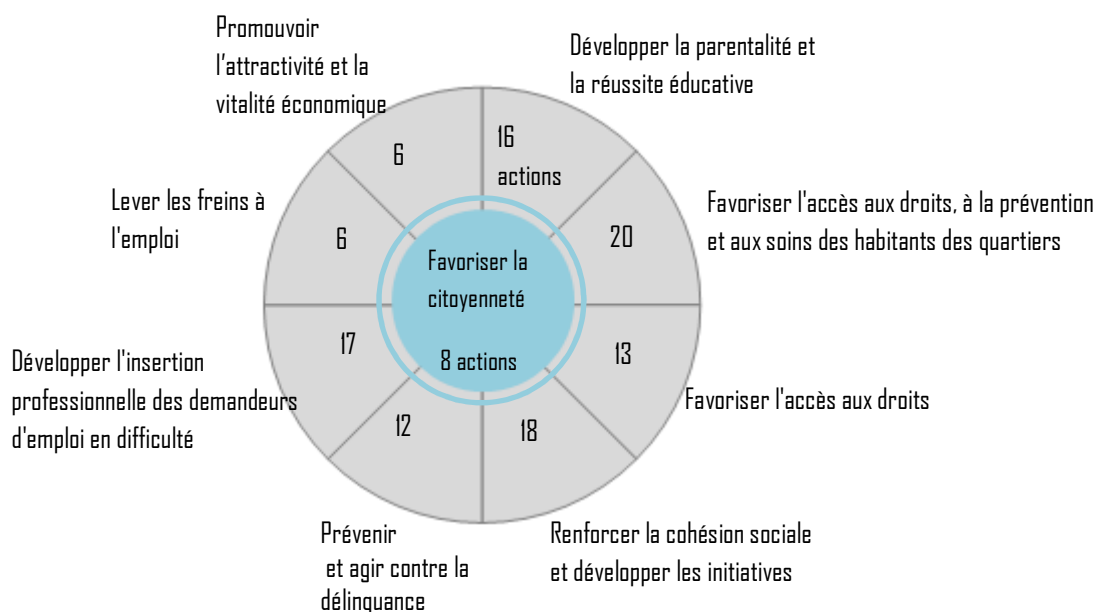 Promouvoir
l'attractivité et la
vitalité économique
Développer la parentalité et
la réussite éducative
6
16
actions
Lever les freins à
l'emploi
6
20
Favoriser l'accès aux droits, à la prévention
et aux soins des habitants des quartiers
Favoriser la
citoyenneté
8 actions
17
13
Développer l'insertion
professionnelle des demandeurs
d'emploi en difficulté
Favoriser l'accès aux droits
12
18
Prévenir
et agir contre la
délinquance
Renforcer la cohésion sociale
et développer les initiatives